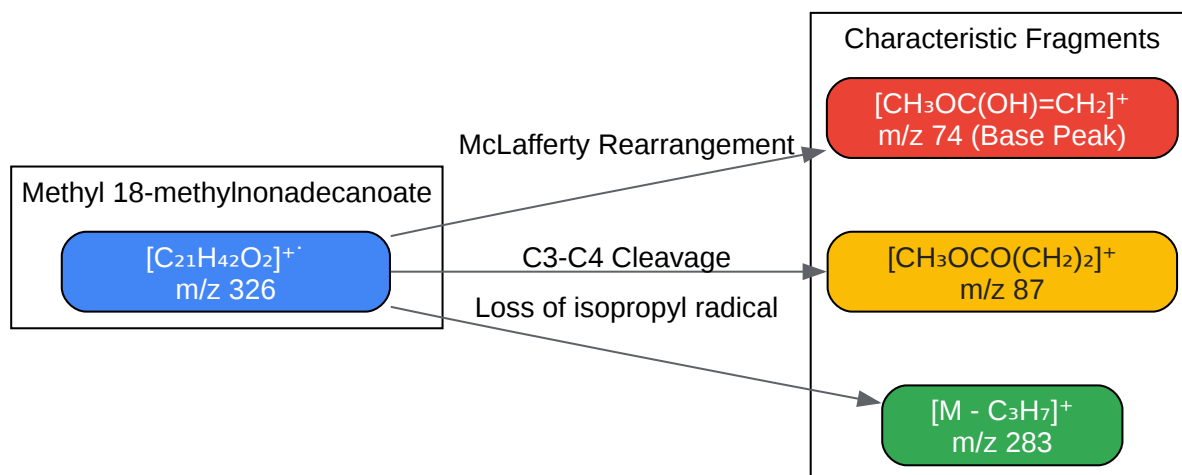 Characteristic Fragments
[CH₃OC(OH)=CH₂]⁺
m/z 74 (Base Peak)
McLafferty Rearrangement
Methyl 18-methylnonadecanoate
[C₂₁H₄₂O₂]⁺˙
m/z 326
C3-C4 Cleavage
[CH₃OCO(CH₂)₂]⁺
m/z 87
Loss of isopropyl radical
[M - C₃H₇]⁺
m/z 283